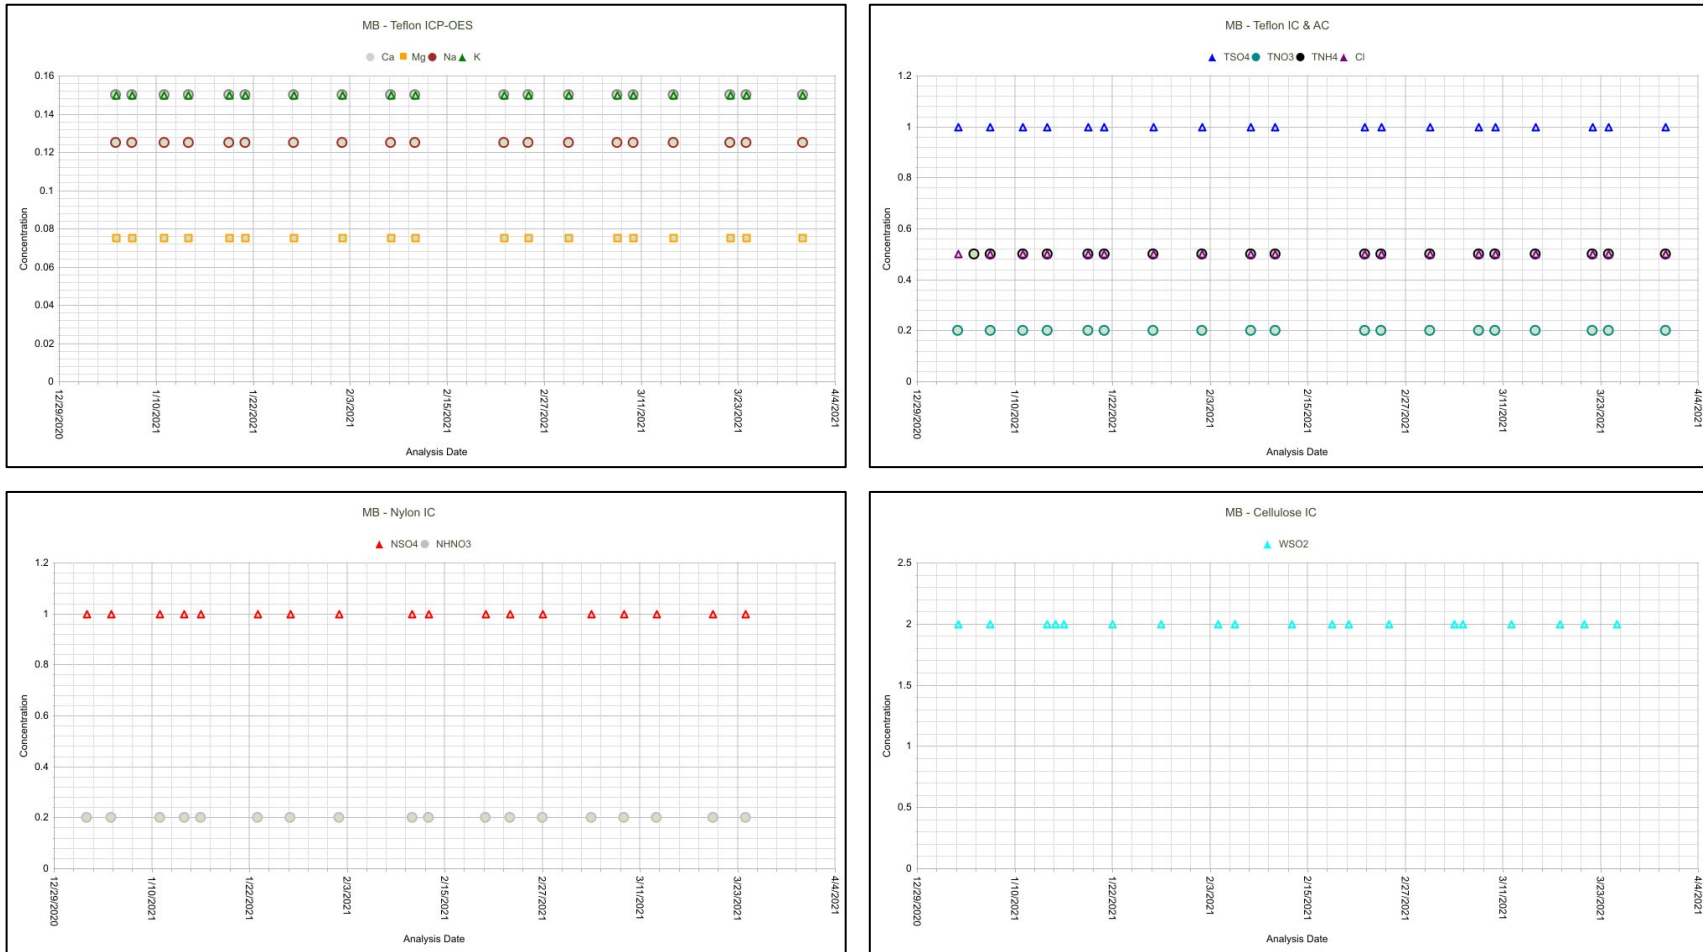 MB - Teflon ICP-OES
Ca Mg Na K
0.16
0.14
0.12
0.1
0.08
0.06
0.04
0.02
0
Concentration
12/29/2020 1/10/2021 1/22/2021 2/3/2021 2/15/2021 2/27/2021 3/11/2021 3/23/2021 4/4/2021
Analysis Date
MB - Teflon IC & AC
TSO4 TNO3 TNH4 Cl
1.2
1
0.8
0.6
0.4
0.2
0
Concentration
12/29/2020 1/10/2021 1/22/2021 2/3/2021 2/15/2021 2/27/2021 3/11/2021 3/23/2021 4/4/2021
Analysis Date
MB - Nylon IC
NSO4 NHNO3
1.2
1
0.8
0.6
0.4
0.2
0
Concentration
12/29/2020 1/10/2021 1/22/2021 2/3/2021 2/15/2021 2/27/2021 3/11/2021 3/23/2021 4/4/2021
Analysis Date
MB - Cellulose IC
WSO2
2.5
2
1.5
1
0.5
0
Concentration
12/29/2020 1/10/2021 1/22/2021 2/3/2021 2/15/2021 2/27/2021 3/11/2021 3/23/2021 4/4/2021
Analysis Date